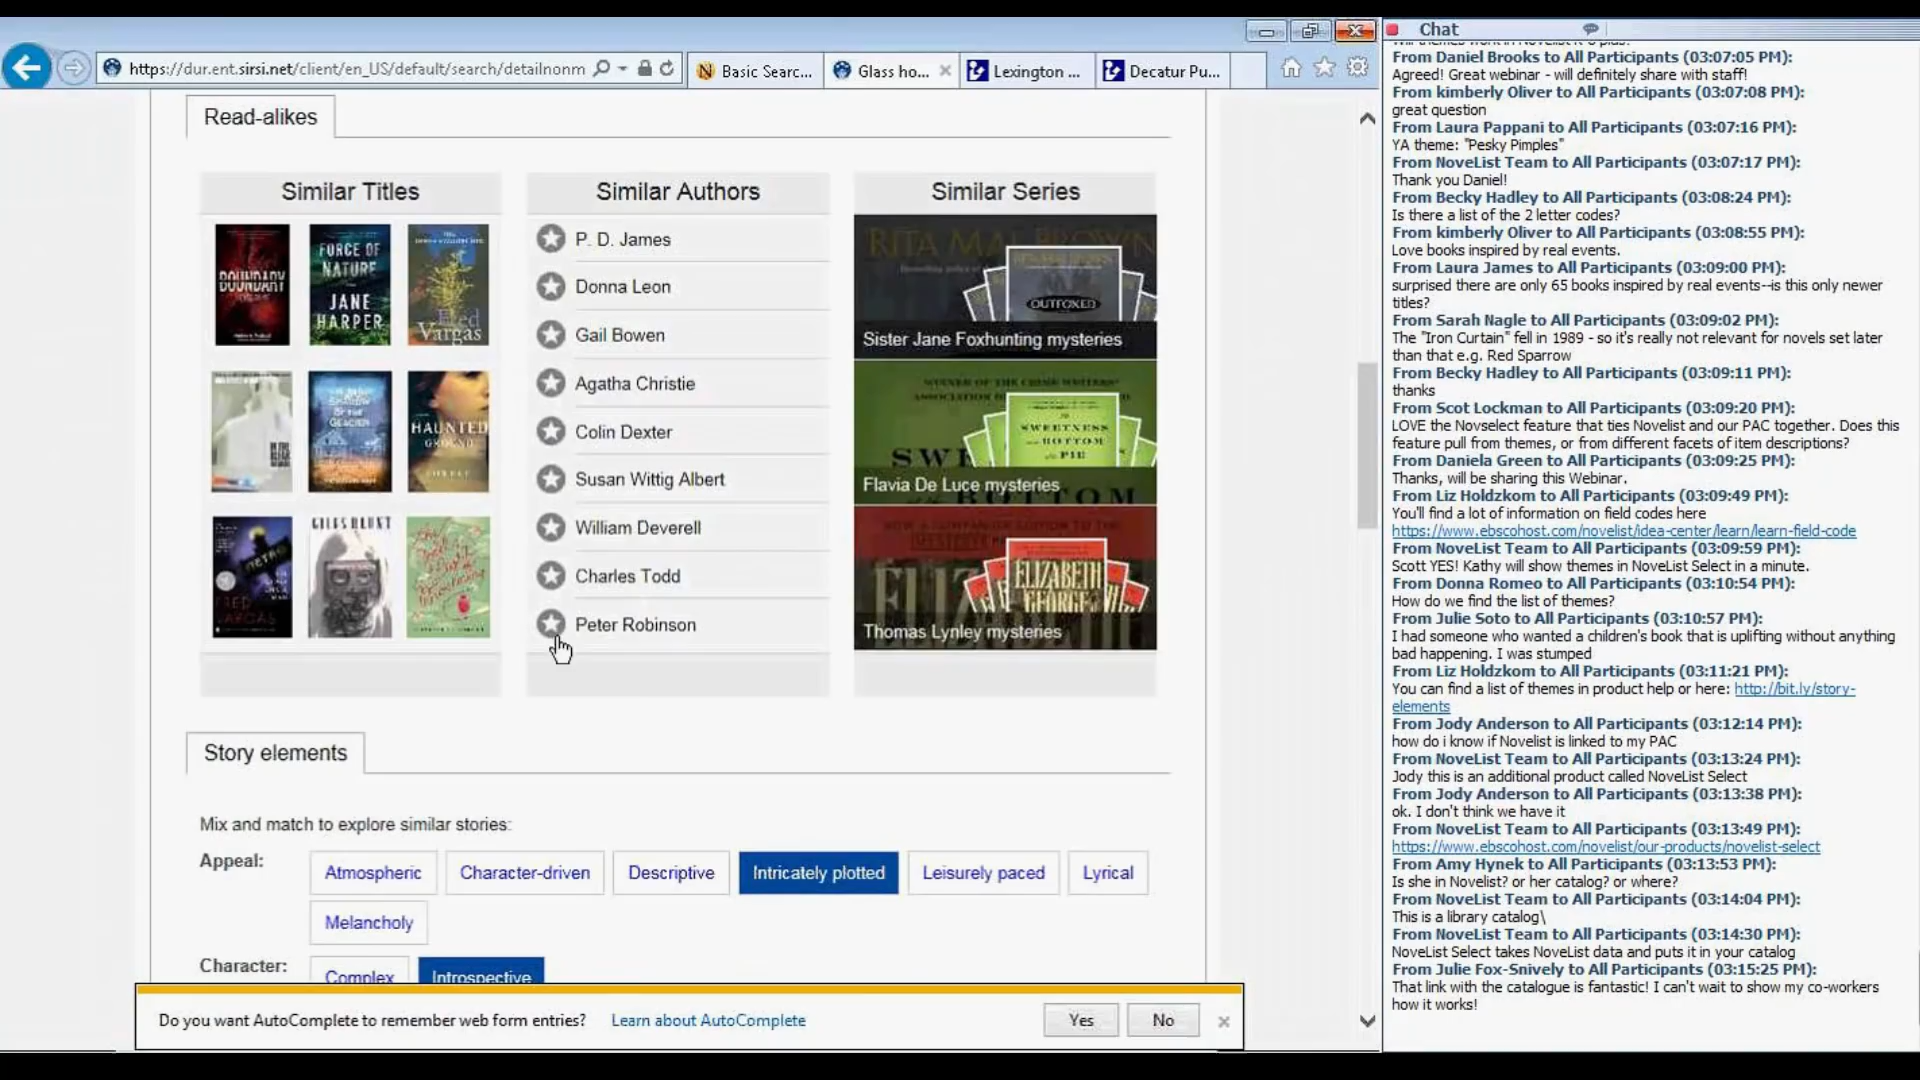 https://dur.ent.sirsi.net/client/en_US/default/search/detailnonm
Basic Searc...
Glass ho...
Lexington ...
Decatur Pu...
Read-alikes
Similar Titles
BOUNDARY
FORCE OF
NATURE
JANE
HARPER
Fred
Vargas
HAUNTED
GROUND
GILES BLUNT
FRED
VARGAS
Similar Authors
P. D. James
Donna Leon
Gail Bowen
Agatha Christie
Colin Dexter
Susan Wittig Albert
William Deverell
Charles Todd
Peter Robinson
Similar Series
RITA MAE BROWN
OUTFOXED
Sister Jane Foxhunting mysteries
SWEETNESS
BOTTOM
PIE
Flavia De Luce mysteries
BOTTOM
ELIZABETH
GEORGE
Thomas Lynley mysteries
Story elements
Mix and match to explore similar stories:
Appeal:
Atmospheric
Character-driven
Descriptive
Intricately plotted
Leisurely paced
Lyrical
Melancholy
Character:
Complex
Introspective
Do you want AutoComplete to remember web form entries?
Learn about AutoComplete
Yes
No
Chat
Will themes work in Novelist K-8 plus?
From Daniel Brooks to All Participants (03:07:05 PM):
Agreed! Great webinar - will definitely share with staff!
From kimberly Oliver to All Participants (03:07:08 PM):
great question
From Laura Pappani to All Participants (03:07:16 PM):
YA theme: "Pesky Pimples"
From NoveList Team to All Participants (03:07:17 PM):
Thank you Daniel!
From Becky Hadley to All Participants (03:08:24 PM):
Is there a list of the 2 letter codes?
From kimberly Oliver to All Participants (03:08:55 PM):
Love books inspired by real events.
From Laura James to All Participants (03:09:00 PM):
surprised there are only 65 books inspired by real events--is this only newer
titles?
From Sarah Nagle to All Participants (03:09:02 PM):
The "Iron Curtain" fell in 1989 - so it's really not relevant for novels set later
than that e.g. Red Sparrow
From Becky Hadley to All Participants (03:09:11 PM):
thanks
From Scot Lockman to All Participants (03:09:20 PM):
LOVE the Novselect feature that ties Novelist and our PAC together. Does this
feature pull from themes, or from different facets of item descriptions?
From Daniela Green to All Participants (03:09:25 PM):
Thanks, will be sharing this Webinar.
From Liz Holdzkom to All Participants (03:09:49 PM):
You'll find a lot of information on field codes here
https://www.ebscohost.com/novelist/idea-center/learn/learn-field-code
From NoveList Team to All Participants (03:09:59 PM):
Scott YES! Kathy will show themes in NoveList Select in a minute.
From Donna Romeo to All Participants (03:10:54 PM):
How do we find the list of themes?
From Julie Soto to All Participants (03:10:57 PM):
I had someone who wanted a children's book that is uplifting without anything
bad happening. I was stumped
From Liz Holdzkom to All Participants (03:11:21 PM):
You can find a list of themes in product help or here: http://bit.ly/story-
elements
From Jody Anderson to All Participants (03:12:14 PM):
how do i know if Novelist is linked to my PAC
From NoveList Team to All Participants (03:13:24 PM):
Jody this is an additional product called NoveList Select
From Jody Anderson to All Participants (03:13:38 PM):
ok. I don't think we have it
From NoveList Team to All Participants (03:13:49 PM):
https://www.ebscohost.com/novelist/our-products/novelist-select
From Amy Hynek to All Participants (03:13:53 PM):
Is she in Novelist? or her catalog? or where?
From NoveList Team to All Participants (03:14:04 PM):
This is a library catalog\
From NoveList Team to All Participants (03:14:30 PM):
NoveList Select takes NoveList data and puts it in your catalog
From Julie Fox-Snively to All Participants (03:15:25 PM):
That link with the catalogue is fantastic! I can't wait to show my co-workers
how it works!